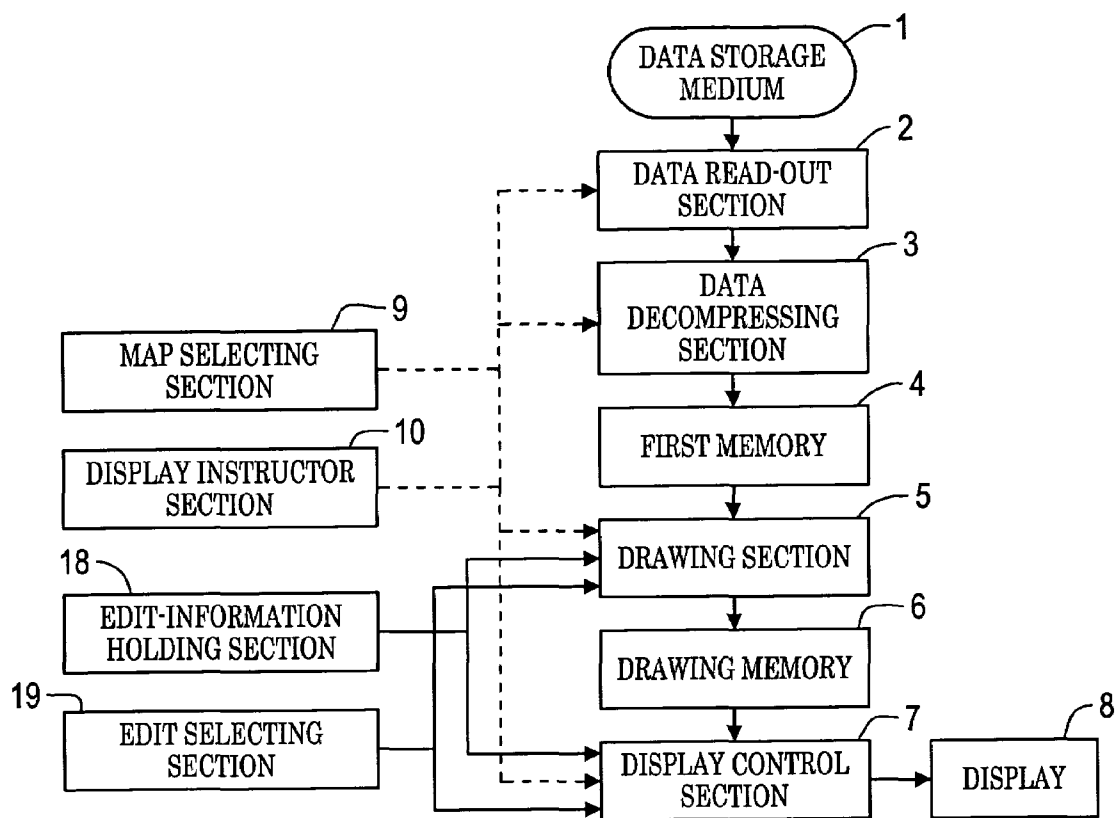 1
DATA STORAGE
MEDIUM
2
DATA READ-OUT
SECTION
3
DATA
DECOMPRESSING
SECTION
9
MAP SELECTING
SECTION
4
FIRST MEMORY
10
DISPLAY INSTRUCTOR
SECTION
5
DRAWING SECTION
18
EDIT-INFORMATION
HOLDING SECTION
6
DRAWING MEMORY
19
EDIT SELECTING
SECTION
7
DISPLAY CONTROL
SECTION
8
DISPLAY